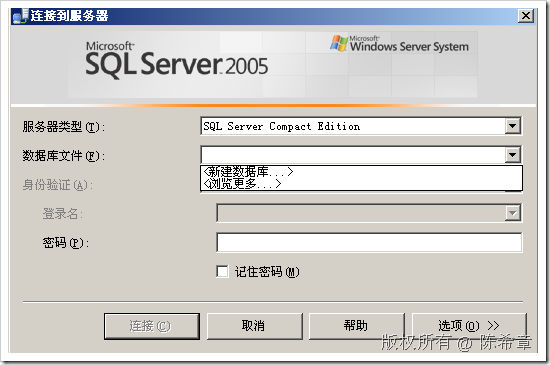 连接到服务器
Microsoft
SQL Server 2005
Microsoft
Windows Server System
服务器类型(T):
SQL Server Compact Edition
数据库文件(F):
<新建数据库...>
<浏览更多...>
身份验证(A):
登录名:
密码(P):
记住密码(M)
连接(C)
取消
帮助
选项(O) >>
版权所有 @ 陈希章